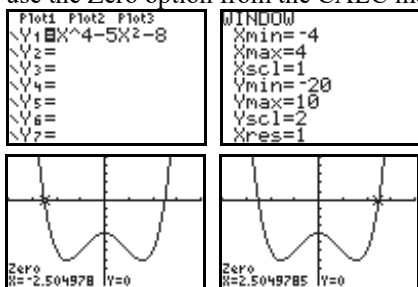 use the Zero option from the CALC
Plot1 Plot2 Plot3
\Y1=X^4-5X²-8
\Y2=
\Y3=
\Y4=
\Y5=
\Y6=
\Y7=
WINDOW
Xmin=-4
Xmax=4
Xscl=1
Ymin=-20
Ymax=10
Yscl=2
Xres=1
Zero
X=-2.504978 Y=0
Zero
X=2.5049785 Y=0